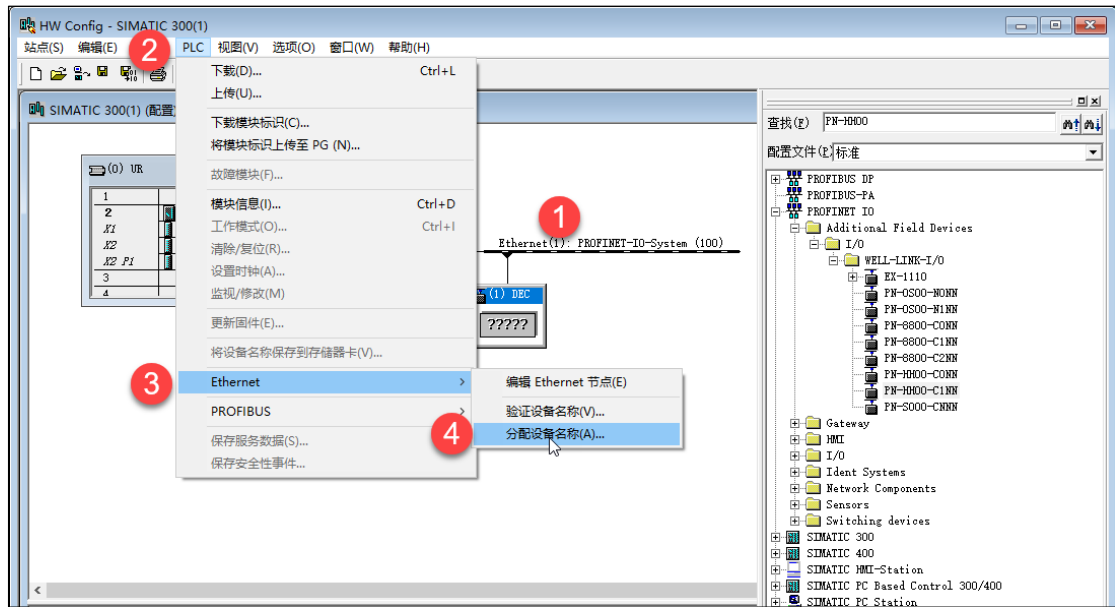 HW Config - SIMATIC 300(1)
站点(S) 编辑(E) PLC 视图(V) 选项(O) 窗口(W) 帮助(H)
2
SIMATIC 300(1) (配置
(0) UR
1
2
X1
X2
X2 P1
3
4
下载(D)... Ctrl+L
上传(U)...
下载模块标识(C)...
将模块标识上传至 PG (N)...
故障模块(F)...
模块信息(I)... Ctrl+D
工作模式(O)... Ctrl+I
清除/复位(R)...
设置时钟(A)...
监视/修改(M)
更新固件(E)...
将设备名称保存到存储器卡(V)...
3
Ethernet
PROFIBUS
保存服务数据(S)...
保存安全性事件...
1
Ethernet(1): PROFINET-IO-System (100)
(1) DEC
?????
编辑 Ethernet 节点(E)
验证设备名称(V)...
4
分配设备名称(A)...
查找(F) PN-HH00
配置文件(E) 标准
PROFIBUS DP
PROFIBUS-PA
PROFINET IO
Additional Field Devices
I/O
WELL-LINK-I/O
EX-1110
PN-0S00-N0NN
PN-0S00-N1NN
PN-8800-C0NN
PN-8800-C1NN
PN-8800-C2NN
PN-HH00-C0NN
PN-HH00-C1NN
PN-S000-CNNN
Gateway
HMI
I/O
Ident Systems
Network Components
Sensors
Switching devices
SIMATIC 300
SIMATIC 400
SIMATIC HMI-Station
SIMATIC PC Based Control 300/400
SIMATIC PC Station